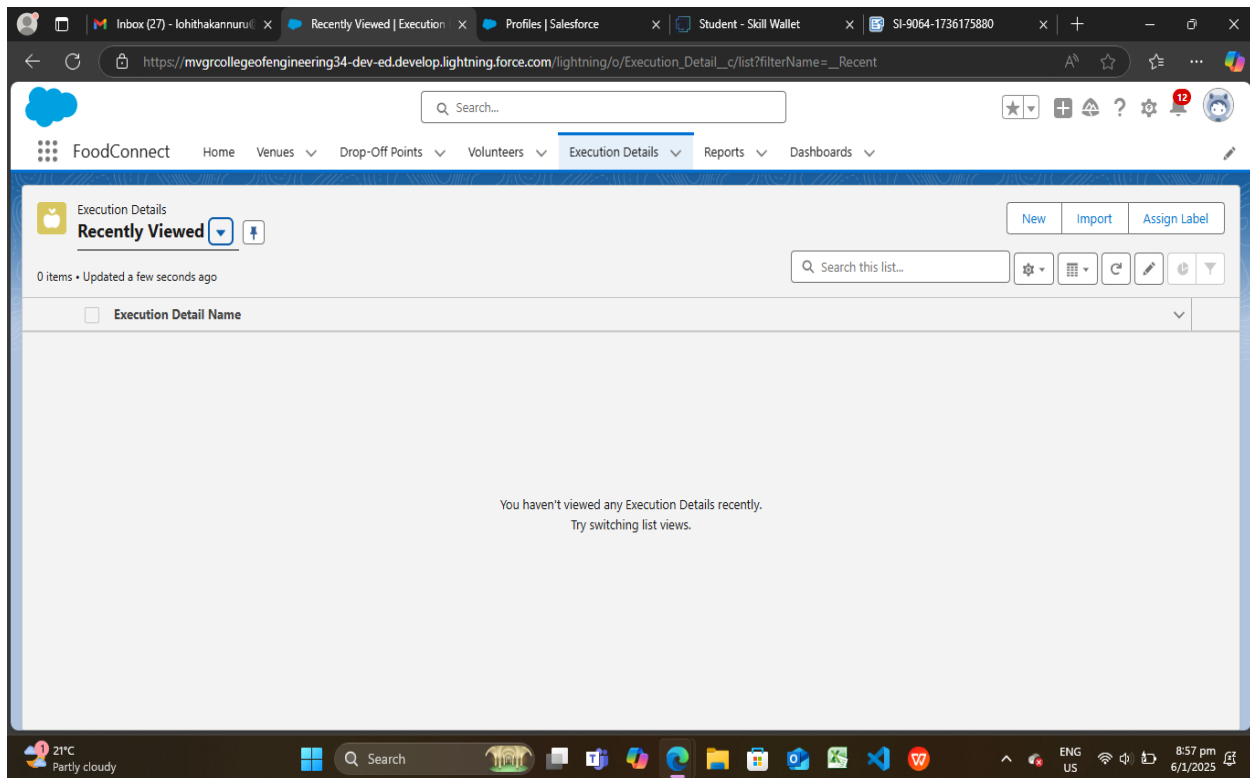 Inbox (27) - lohithakannuru@
Recently Viewed | Execution
Profiles | Salesforce
Student - Skill Wallet
SI-9064-1736175880
https://mvgrcollegeofengineering34-dev-ed.develop.lightning.force.com/lightning/o/Execution_Detail__c/list?filterName=__Recent
Search...
12
FoodConnect Home Venues Drop-Off Points Volunteers Execution Details Reports Dashboards
Execution Details
Recently Viewed
New Import Assign Label
0 items • Updated a few seconds ago
Search this list...
Execution Detail Name
You haven't viewed any Execution Details recently.
Try switching list views.
1
21°C
Partly cloudy
Search
ENG
US
8:57 pm
6/1/2025